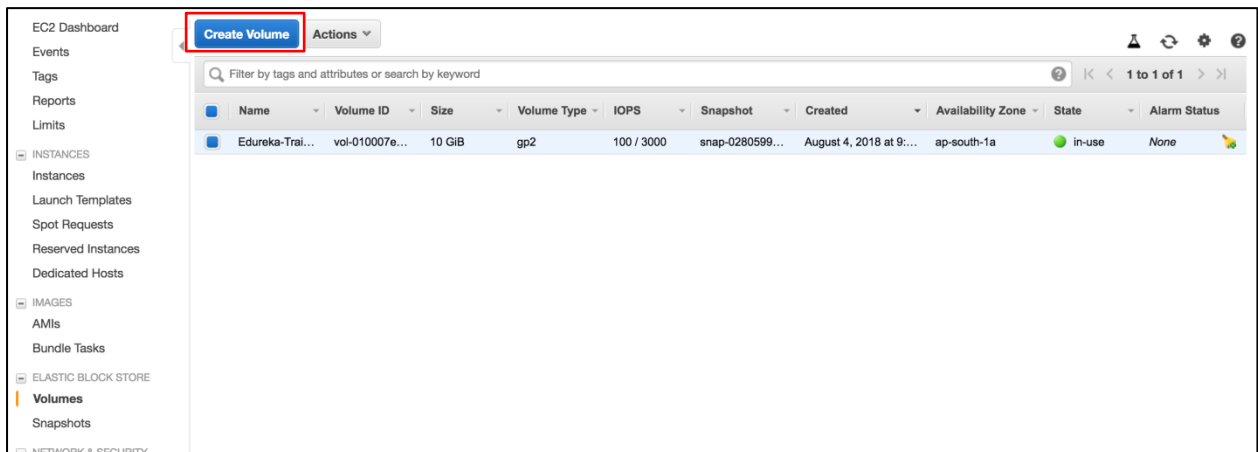 EC2 Dashboard
Events
Tags
Reports
Limits
INSTANCES
Instances
Launch Templates
Spot Requests
Reserved Instances
Dedicated Hosts
IMAGES
AMIs
Bundle Tasks
ELASTIC BLOCK STORE
Volumes
Snapshots
NETWORK & SECURITY
Create Volume Actions
Filter by tags and attributes or search by keyword 1 to 1 of 1
Name Volume ID Size Volume Type IOPS Snapshot Created Availability Zone State Alarm Status
Edureka-Trai... vol-010007e... 10 GiB gp2 100 / 3000 snap-0280599... August 4, 2018 at 9:... ap-south-1a in-use None